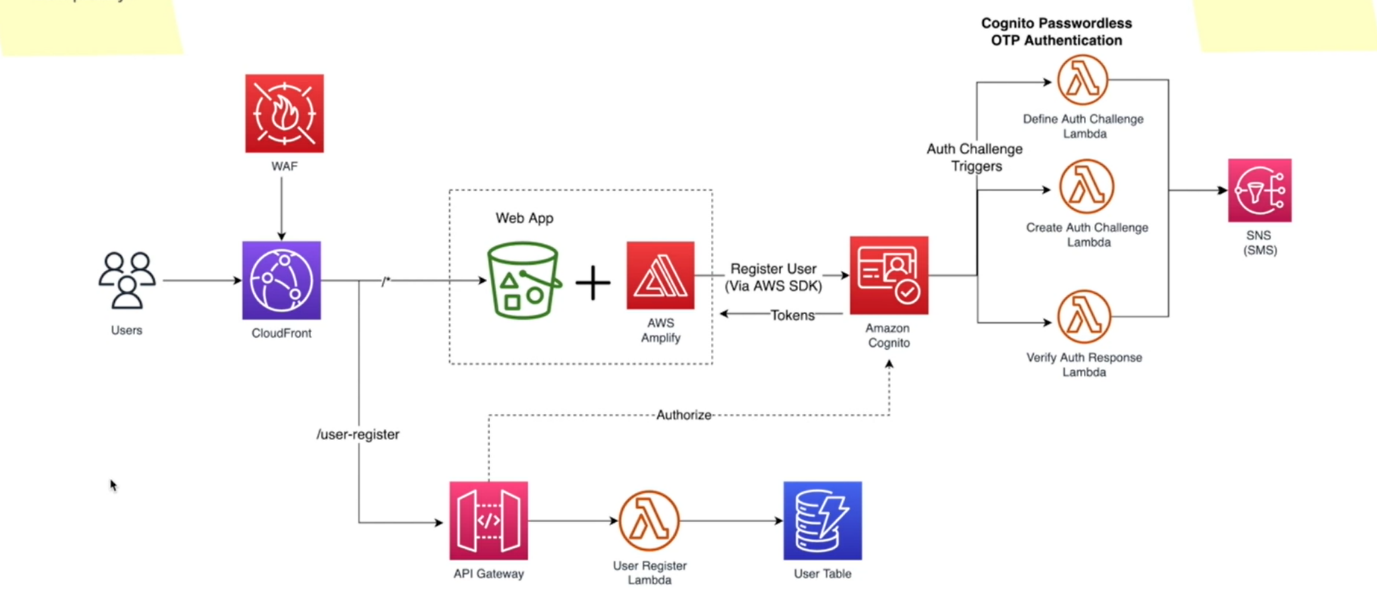 Cognito Passwordless
OTP Authentication
WAF
Define Auth Challenge
Lambda
Auth Challenge
Triggers
Web App
Create Auth Challenge
Lambda
SNS
(SMS)
/*
Register User
(Via AWS SDK)
Tokens
Users
CloudFront
AWS
Amplify
Amazon
Cognito
Verify Auth Response
Lambda
Authorize
/user-register
API Gateway
User Register
Lambda
User Table